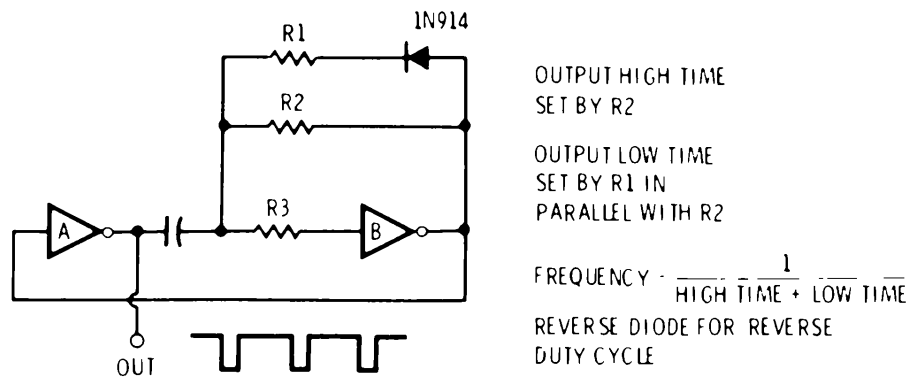 1N914
R1
R2
R3
A
B
OUT
OUTPUT HIGH TIME
SET BY R2
OUTPUT LOW TIME
SET BY R1 IN
PARALLEL WITH R2
FREQUENCY - 1
HIGH TIME + LOW TIME
REVERSE DIODE FOR REVERSE
DUTY CYCLE